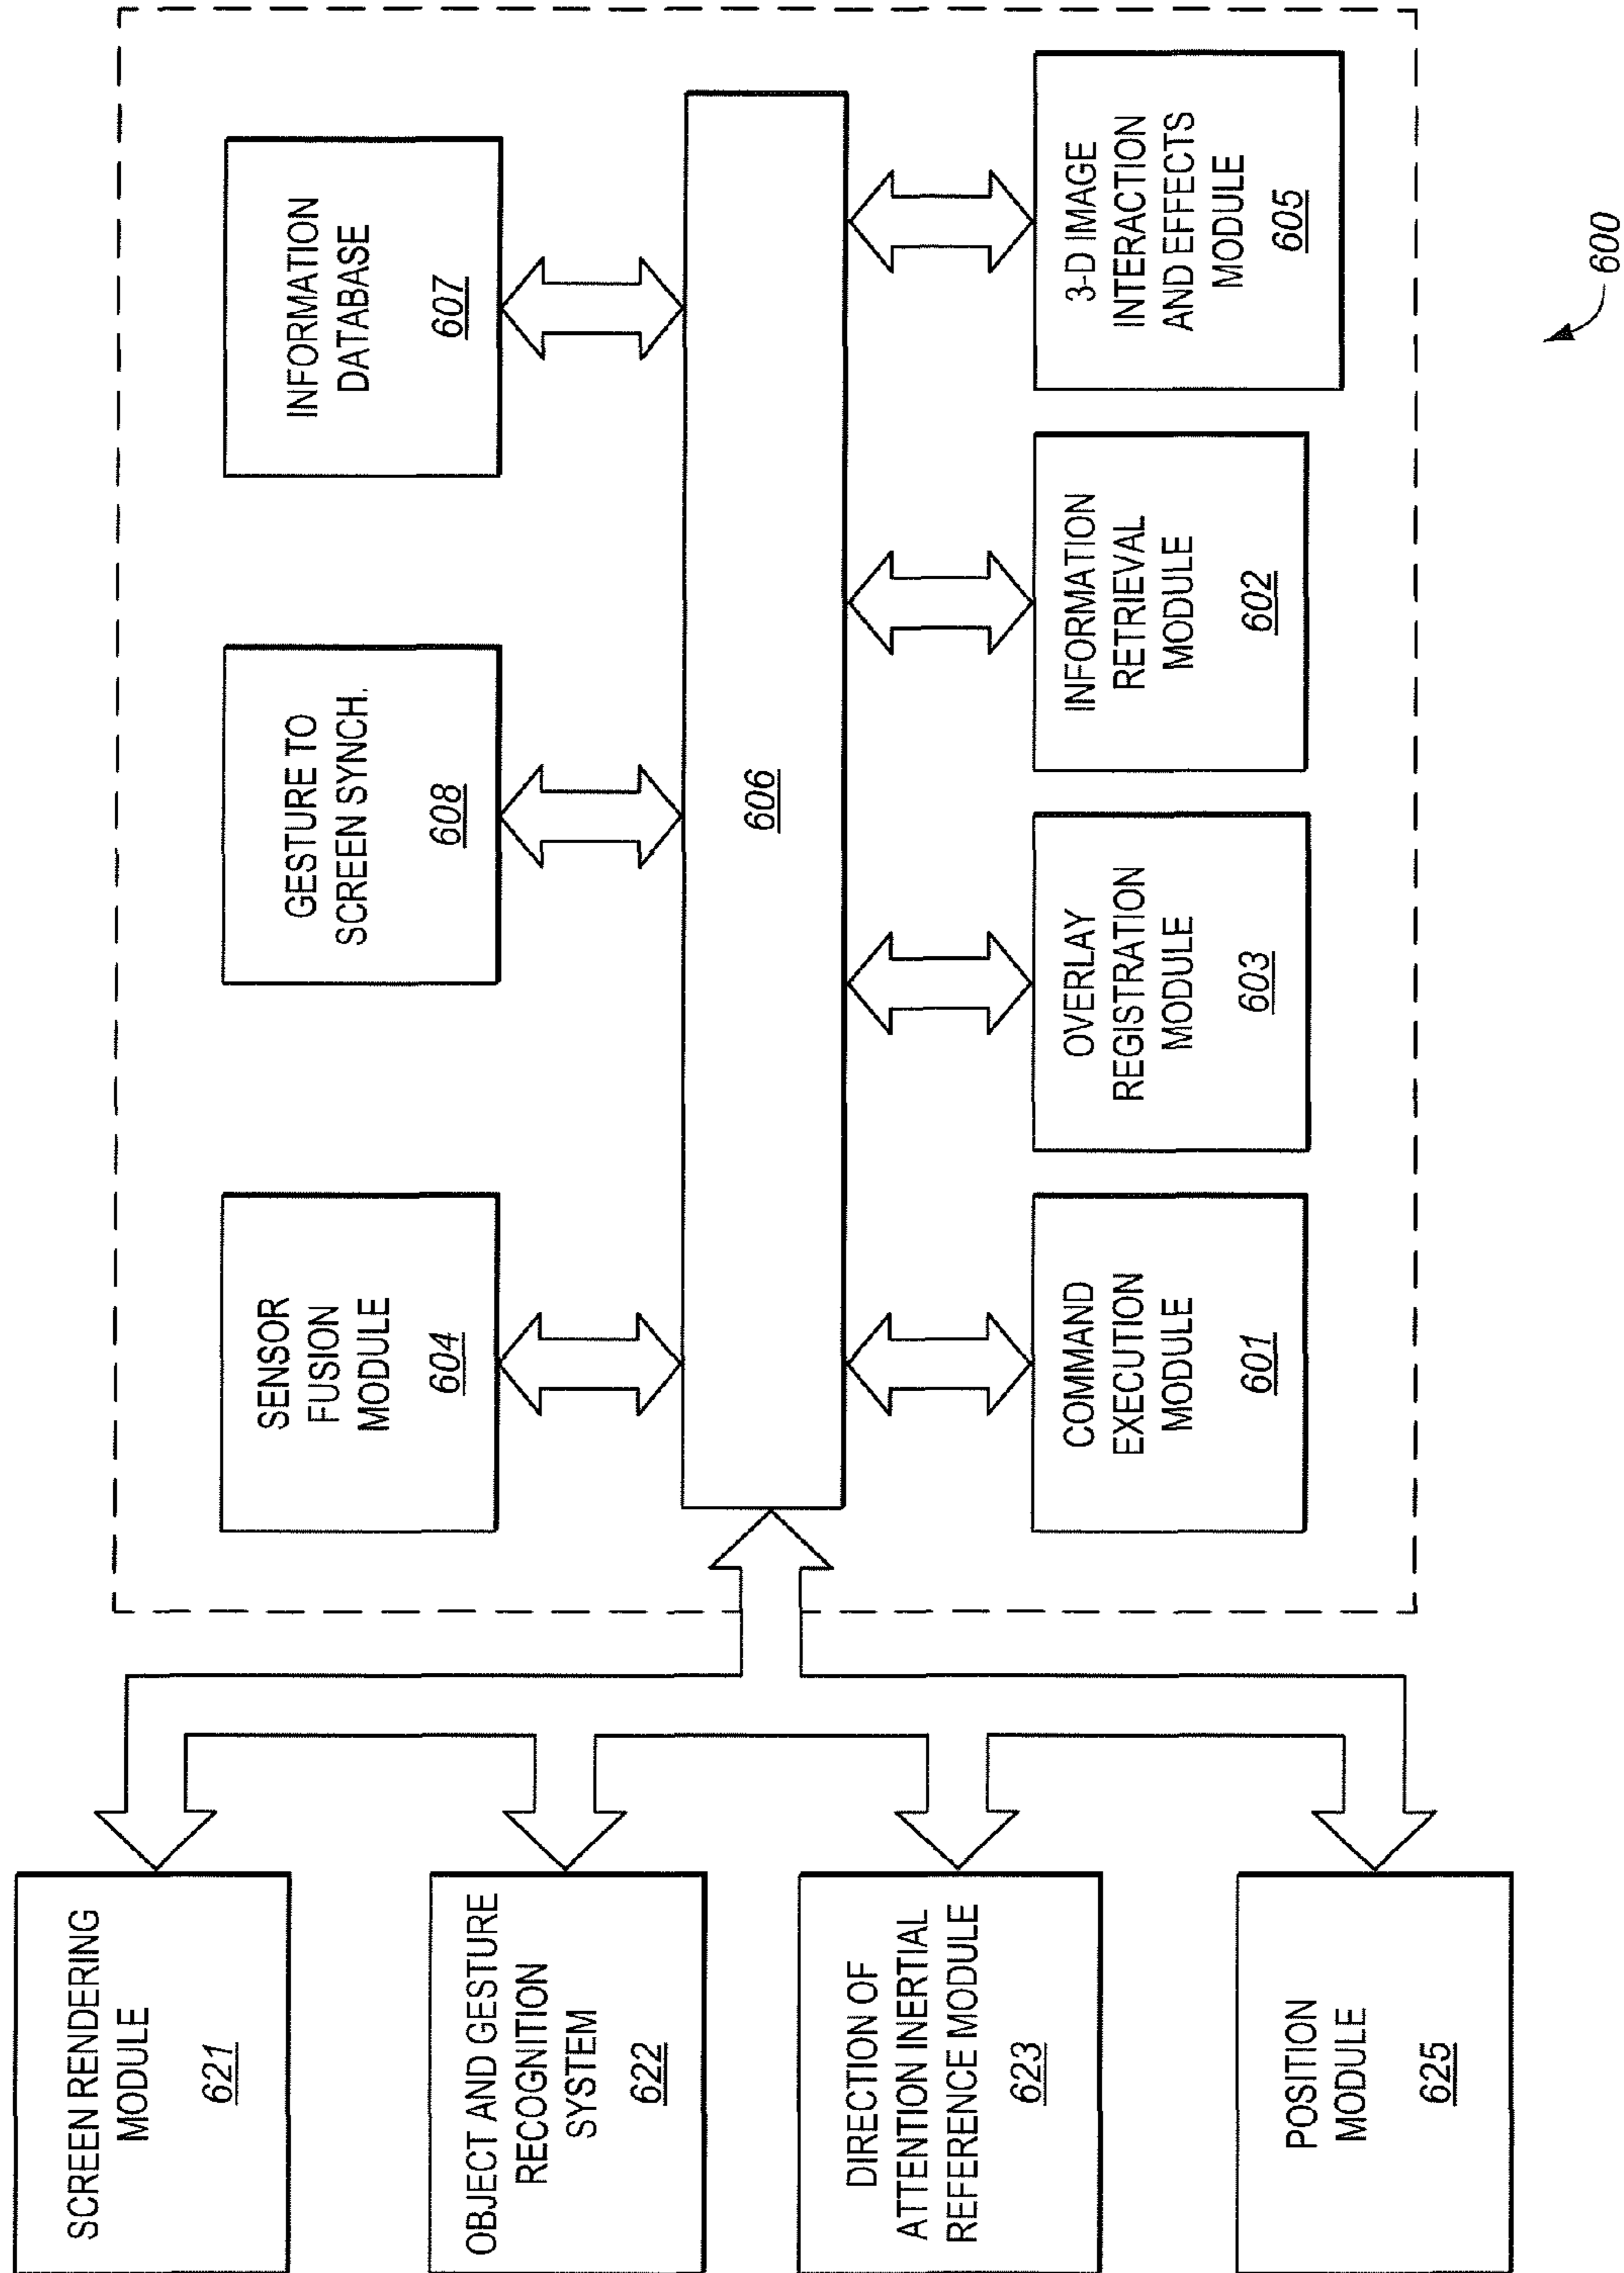 SCREEN RENDERING
MODULE
621
OBJECT AND GESTURE
RECOGNITION
SYSTEM
622
DIRECTION OF
ATTENTION INERTIAL
REFERENCE MODULE
623
POSITION
MODULE
625
SENSOR
FUSION
MODULE
604
GESTURE TO
SCREEN SYNCH.
608
INFORMATION
DATABASE
607
606
COMMAND
EXECUTION
MODULE
601
OVERLAY
REGISTRATION
MODULE
603
INFORMATION
RETRIEVAL
MODULE
602
3-D IMAGE
INTERACTION
AND EFFECTS
MODULE
605
600